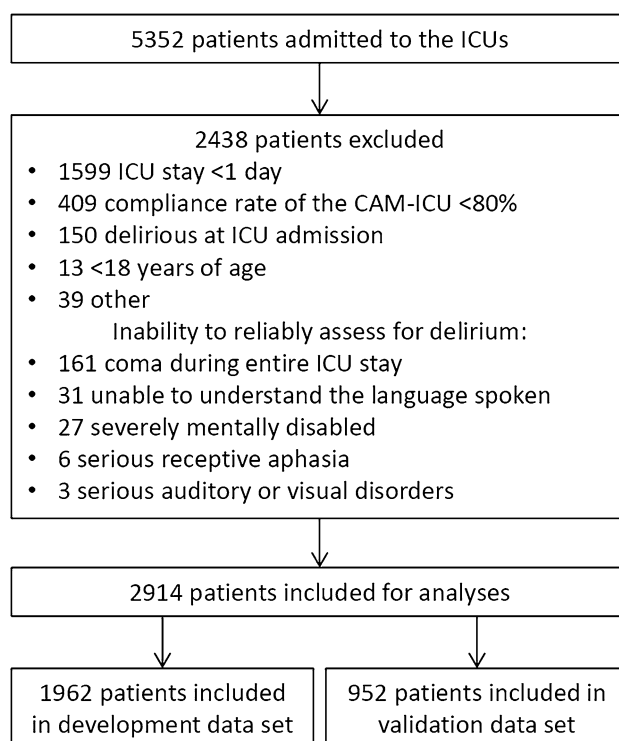 5352 patients admitted to the ICUs
2438 patients excluded
• 1599 ICU stay <1 day
• 409 compliance rate of the CAM-ICU <80%
• 150 delirious at ICU admission
• 13 <18 years of age
• 39 other
Inability to reliably assess for delirium:
• 161 coma during entire ICU stay
• 31 unable to understand the language spoken
• 27 severely mentally disabled
• 6 serious receptive aphasia
• 3 serious auditory or visual disorders
2914 patients included for analyses
1962 patients included
in development data set
952 patients included in
validation data set